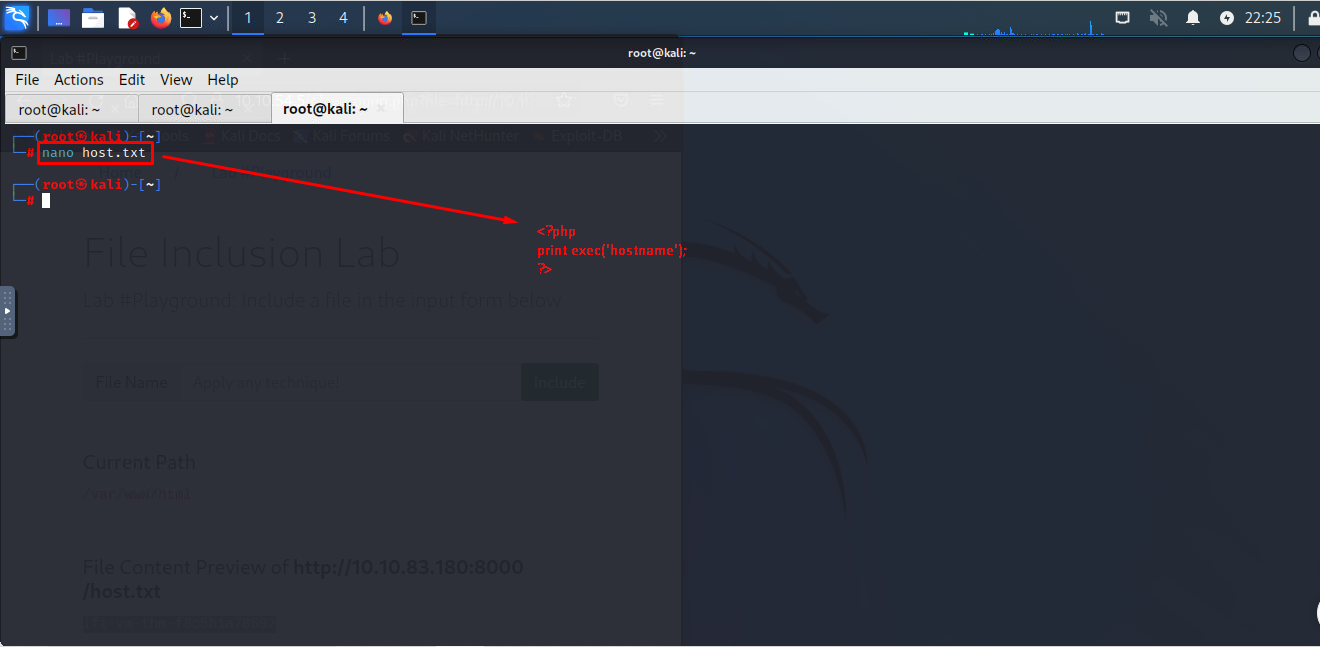 1 2 3 4 22:25
Lab #Playground
root@kali: ~
File Actions Edit View Help
root@kali: ~ root@kali: ~ root@kali: ~
Kali Docs Kali Forums Kali NetHunter Exploit-DB
┌──(root㉿kali)-[~]
└─# nano host.txt
Home / Lab #Playground
┌──(root㉿kali)-[~]
└─#
<?php
print exec('hostname');
?>
File Inclusion Lab
Lab #Playground: Include a file in the input form below
File Name Apply any technique! Include
Current Path
/var/www/html
File Content Preview of http://10.10.83.180:8000
/host.txt